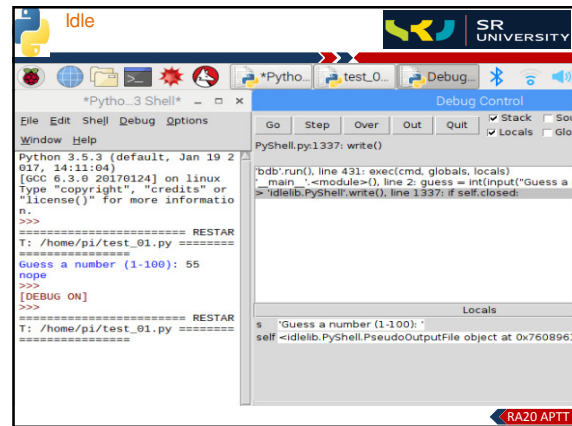 Idle
SR
UNIVERSITY
*Pytho... test_0... Debug...
*Pytho...3 Shell*
File Edit Shell Debug Options
Window Help
Python 3.5.3 (default, Jan 19 2
017, 14:11:04)
[GCC 6.3.0 20170124] on linux
Type "copyright", "credits" or
"license()" for more informatio
n.
>>>
========================= RESTAR
T: /home/pi/test_01.py ========
================
Guess a number (1-100): 55
nope
>>>
[DEBUG ON]
>>>
========================= RESTAR
T: /home/pi/test_01.py ========
================
Debug Control
Go Step Over Out Quit
Stack Sou
Locals Glo
PyShell.py:1337: write()
'bdb'.run(), line 431: exec(cmd, globals, locals)
'__main__'.<module>(), line 2: guess = int(input("Guess a
> 'idlelib.PyShell'.write(), line 1337: if self.closed:
Locals
s 'Guess a number (1-100): '
self <idlelib.PyShell.PseudoOutputFile object at 0x760896
RA20 APTT